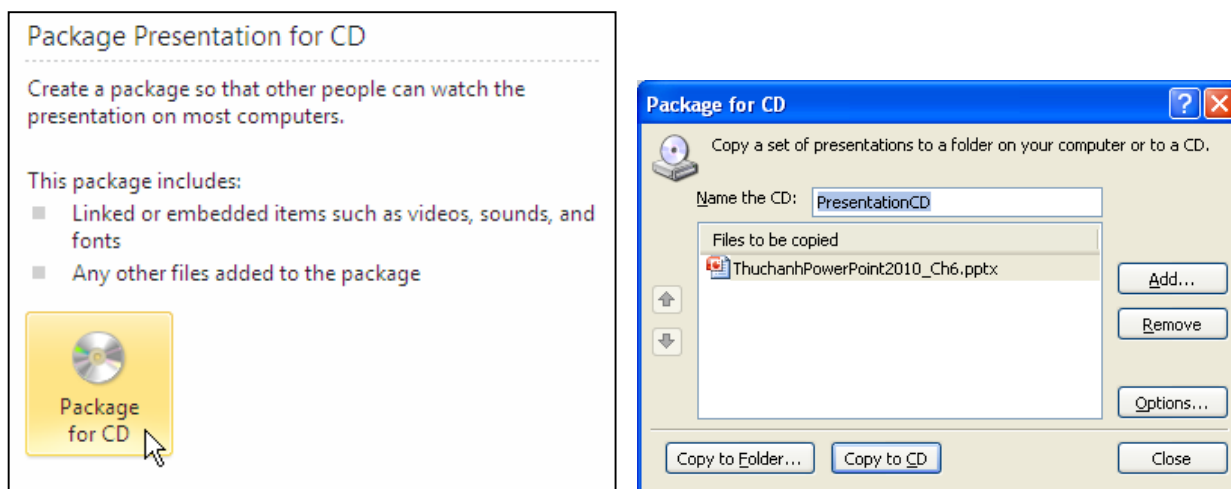 Package Presentation for CD
Create a package so that other people can watch the
presentation on most computers.
This package includes:
Linked or embedded items such as videos, sounds, and
fonts
Any other files added to the package
Package
for CD
Package for CD
Copy a set of presentations to a folder on your computer or to a CD.
Name the CD: PresentationCD
Files to be copied
ThuchanhPowerPoint2010_Ch6.pptx
Add...
Remove
Options...
Copy to Folder... Copy to CD Close